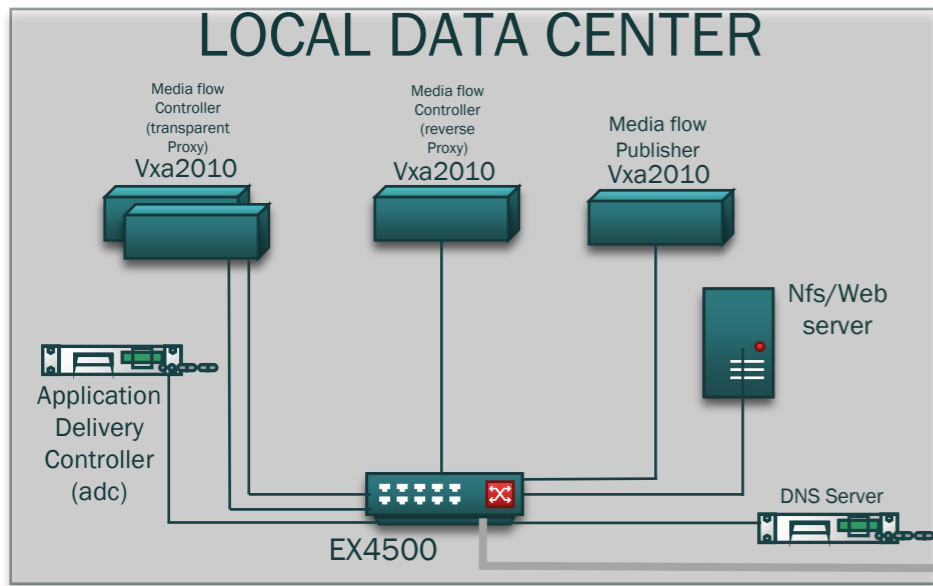 LOCAL DATA CENTER
Media flow
Controller
(transparent
Proxy)
Vxa2010
Media flow
Controller
(reverse
Proxy)
Vxa2010
Media flow
Publisher
Vxa2010
Nfs/Web
server
Application
Delivery
Controller
(adc)
EX4500
DNS Server